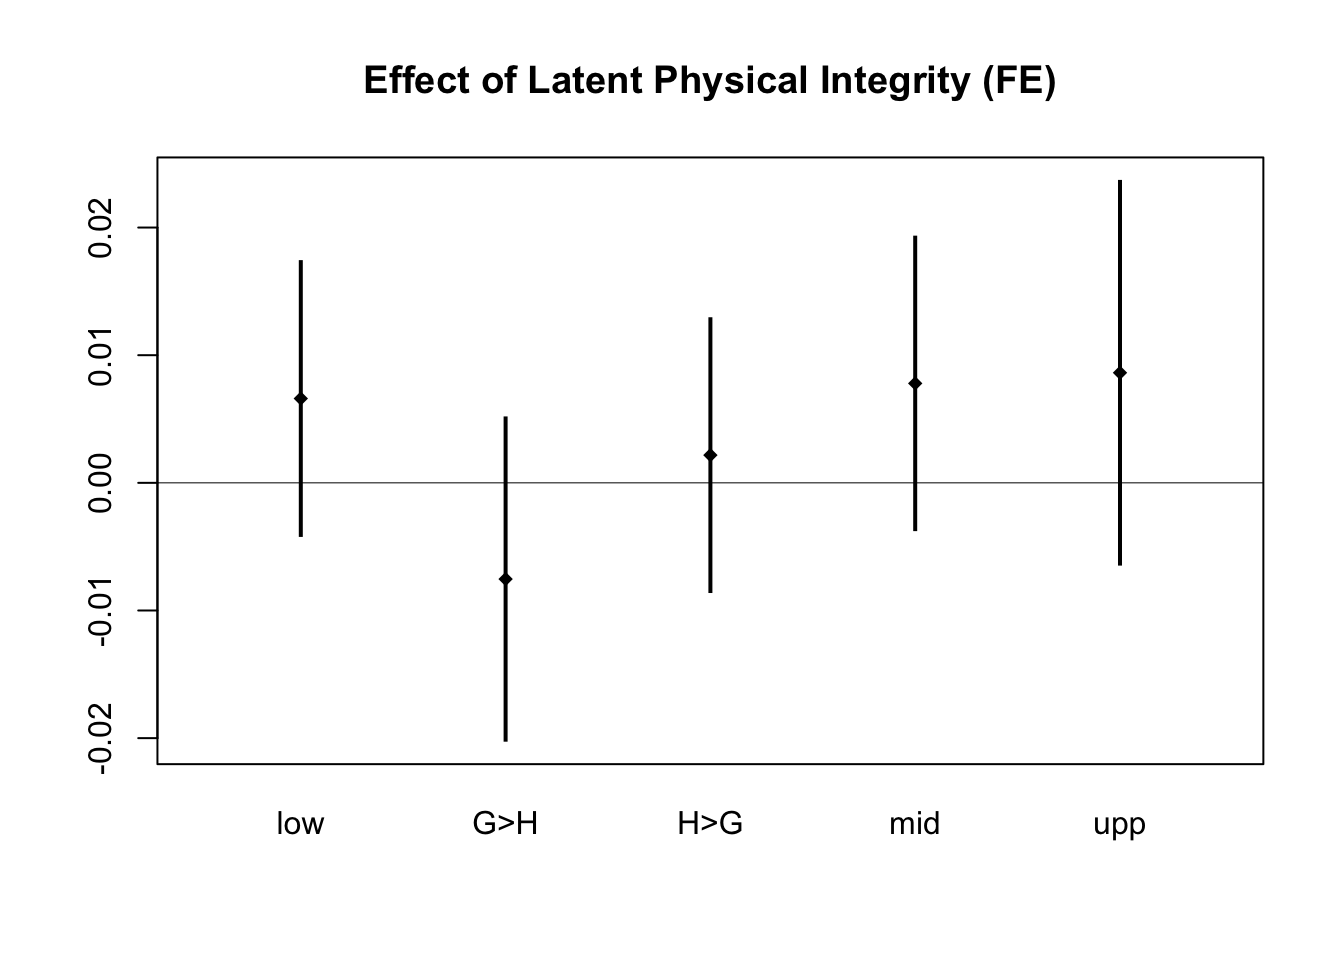 Effect of Latent Physical Integrity (FE)
0.02
0.01
0.00
-0.01
-0.02
low G>H H>G mid upp